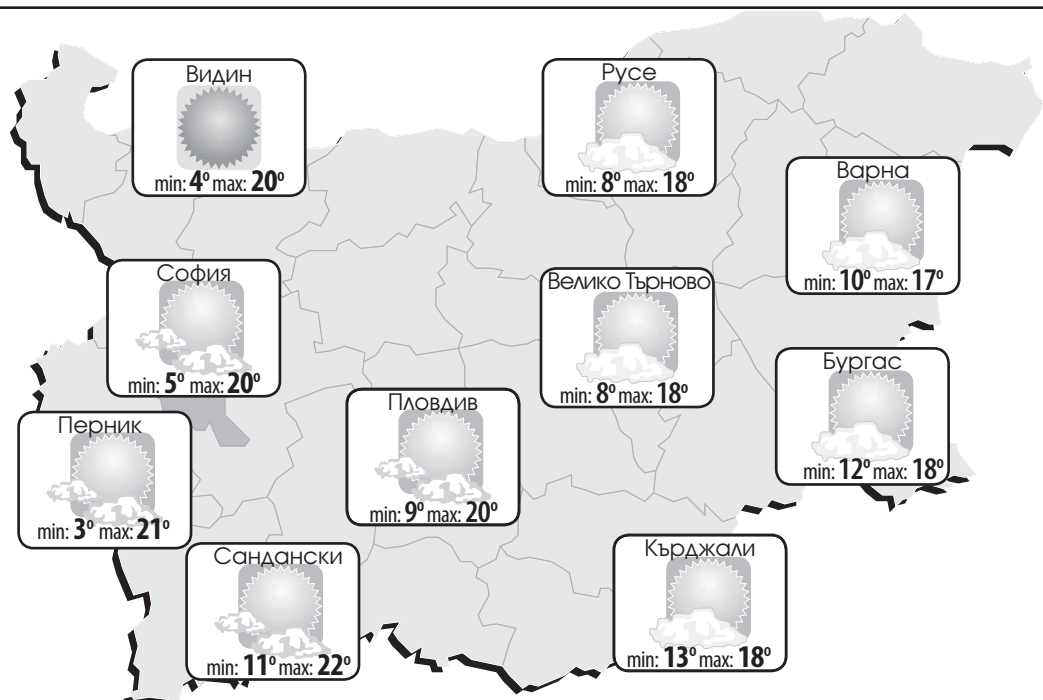 Видин
min: 4º max: 20º
Русе
min: 8º max: 18º
Варна
min: 10º max: 17º
София
min: 5º max: 20º
Велико Търново
min: 8º max: 18º
Бургас
min: 12º max: 18º
Пловдив
min: 9º max: 20º
Перник
min: 3º max: 21º
Сандански
min: 11º max: 22º
Кърджали
min: 13º max: 18º